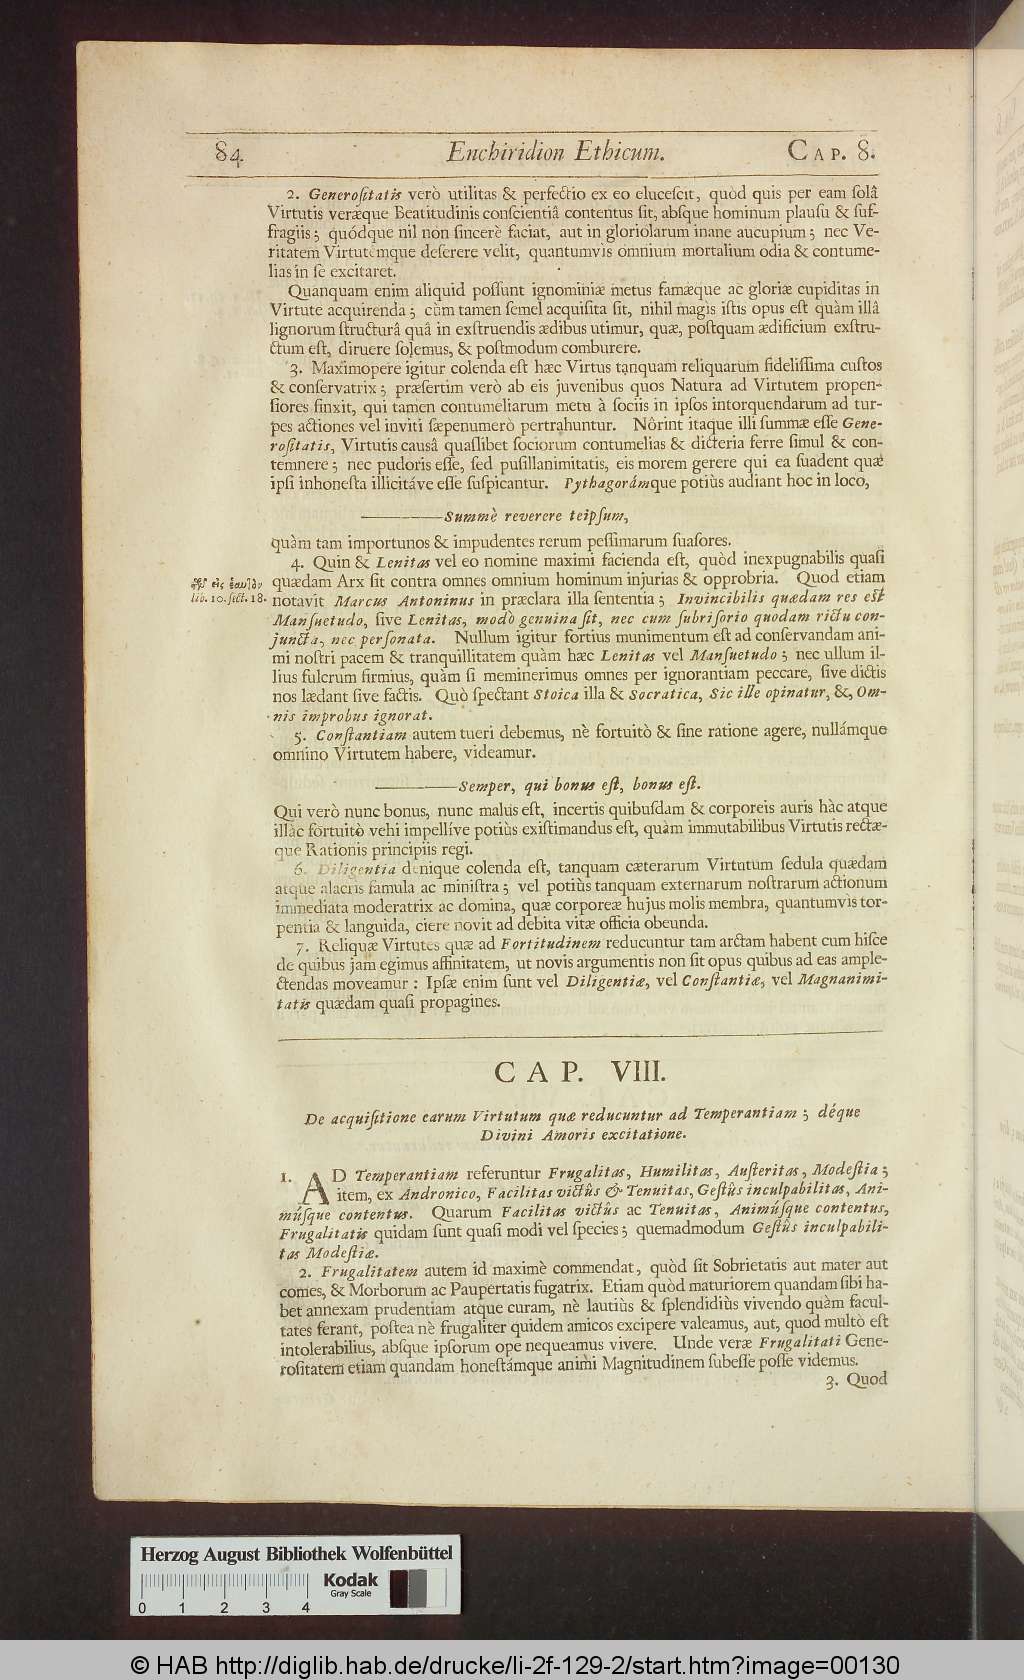 84. Enchiridion Ethicum. CAP. 8.
2. Generoſitatis verò utilitas & perfectio ex eo eluceſcit, quòd quis per eam ſolâ
Virtutis veræque Beatitudinis conſcientiâ contentus ſit, abſque hominum plauſu & ſuf-
fragiis; quódque nil non ſincerè faciat, aut in gloriolarum inane aucupium; nec Ve-
ritatem Virtutémque deſerere velit, quantumvìs omnium mortalium odia & contume-
lias in ſè excitaret.
Quanquam enim aliquid poſſunt ignominiæ metus famæque ac gloriæ cupiditas in
Virtute acquirenda; cùm tamen ſemel acquiſita ſit, nihil magìs iſtis opus eſt quàm illâ
lignorum ſtructurâ quâ in exſtruendis ædibus utimur, quæ, poſtquam ædificium exſtru-
ctum eſt, diruere ſolemus, & poſtmodum comburere.
3. Maximopere igitur colenda eſt hæc Virtus tanquam reliquarum fideliſſima cuſtos
& conſervatrix; præſertim verò ab eis juvenibus quos Natura ad Virtutem propen-
ſiores finxit, qui tamen contumeliarum metu à ſociis in ipſos intorquendarum ad tur-
pes actiones vel inviti ſæpenumerò pertrahuntur. Nôrint itaque illi ſummæ eſſe Gene-
roſitatis, Virtutis causâ quaſlibet ſociorum contumelias & dicteria ferre ſimul & con-
temnere; nec pudoris eſſe, ſed puſillanimitatis, eis morem gerere qui ea ſuadent quæ
ipſi inhoneſta illicitáve eſſe ſuſpicantur. Pythagorámque potiùs audiant hoc in loco,
————Summè reverere teipſum,
quàm tam importunos & impudentes rerum peſſimarum ſuaſores.
4. Quin & Lenitas vel eo nomine maximi facienda eſt, quòd inexpugnabilis quaſi
quædam Arx ſit contra omnes omnium hominum injurias & opprobria. Quod etiam
εἰς ἑαυτὸν
lib. 10. ſect. 18.
notavit Marcus Antoninus in præclara illa ſententia; Invincibilis quædam res eſt
Manſuetudo, ſive Lenitas, modò genuina ſit, nec cum ſubriſorio quodam rictu con-
juncta, nec perſonata. Nullum igitur fortius munimentum eſt ad conſervandam ani-
mi noſtri pacem & tranquillitatem quàm hæc Lenitas vel Manſuetudo; nec ullum il-
lius fulcrum firmius, quàm ſi meminerimus omnes per ignorantiam peccare, ſive dictis
nos lædant ſive factis. Quò ſpectant Stoica illa & Socratica, Sic ille opinatur, &, Om-
nis improbus ignorat.
5. Conſtantiam autem tueri debemus, nè fortuitò & ſine ratione agere, nullámque
omnino Virtutem habere, videamur.
————Semper, qui bonus eſt, bonus eſt.
Qui verò nunc bonus, nunc malus eſt, incertis quibuſdam & corporeis auris hàc atque
illàc fortuitò vehi impellíve potiùs exiſtimandus eſt, quàm immutabilibus Virtutis rectæ-
que Rationis principiis regi.
6. Diligentia denique colenda eſt, tanquam cæterarum Virtutum ſedula quædam
atque alacris famula ac miniſtra; vel potiùs tanquam externarum noſtrarum actionum
immediata moderatrix ac domina, quæ corporeæ hujus molis membra, quantumvìs tor-
pentia & languida, ciere novit ad debita vitæ officia obeunda.
7. Reliquæ Virtutes quæ ad Fortitudinem reducuntur tam arctam habent cum hiſce
de quibus jam egimus affinitatem, ut novis argumentis non ſit opus quibus ad eas ample-
ctendas moveamur: Ipſæ enim ſunt vel Diligentiæ, vel Conſtantiæ, vel Magnanimi-
tatis quædam quaſi propagines.
CAP. VIII.
De acquiſitione earum Virtutum quæ reducuntur ad Temperantiam; déque
Divini Amoris excitatione.
1. AD Temperantiam referuntur Frugalitas, Humilitas, Auſteritas, Modeſtia;
item, ex Andronico, Facilitas victûs & Tenuitas, Geſtûs inculpabilitas, Ani-
múſque contentus. Quarum Facilitas victûs ac Tenuitas, Animúſque contentus,
Frugalitatis quidam ſunt quaſi modi vel ſpecies; quemadmodum Geſtûs inculpabili-
tas Modeſtiæ.
2. Frugalitatem autem id maximè commendat, quòd ſit Sobrietatis aut mater aut
comes, & Morborum ac Paupertatis fugatrix. Etiam quòd maturiorem quandam ſibi ha-
bet annexam prudentiam atque curam, nè lautiùs & ſplendidiùs vivendo quàm facul-
tates ferant, poſtea nè frugaliter quidem amicos excipere valeamus, aut, quod multò eſt
intolerabilius, abſque ipſorum ope nequeamus vivere. Unde veræ Frugalitati Gene-
roſitatem etiam quandam honeſtámque animi Magnitudinem ſubeſſe poſſe videmus.
3. Quod
Herzog August Bibliothek Wolfenbüttel
Kodak
Gray Scale
0 1 2 3 4
© HAB http://diglib.hab.de/drucke/li-2f-129-2/start.htm?image=00130